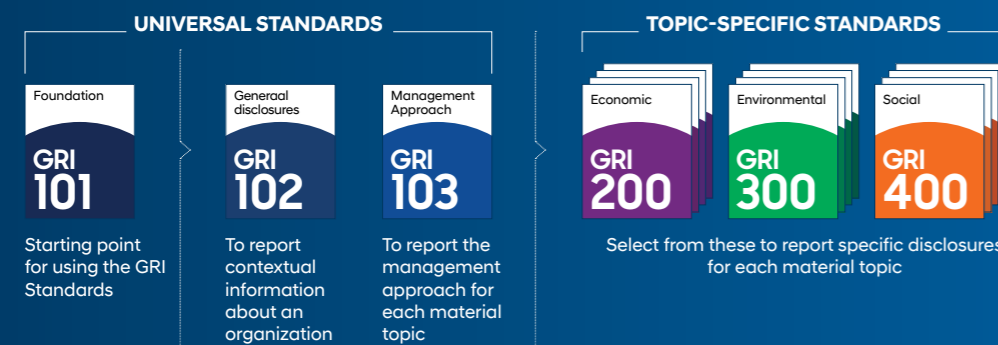 UNIVERSAL STANDARDS
Foundation
GRI
101
Starting point
for using the GRI
Standards
Generaal
disclosures
GRI
102
To report
contextual
information
about an
organization
Management
Approach
GRI
103
To report the
management
approach for
each material
topic
TOPIC-SPECIFIC STANDARDS
Economic
GRI
200
Environmental
GRI
300
Social
GRI
400
Select from these to report specific disclosures
for each material topic